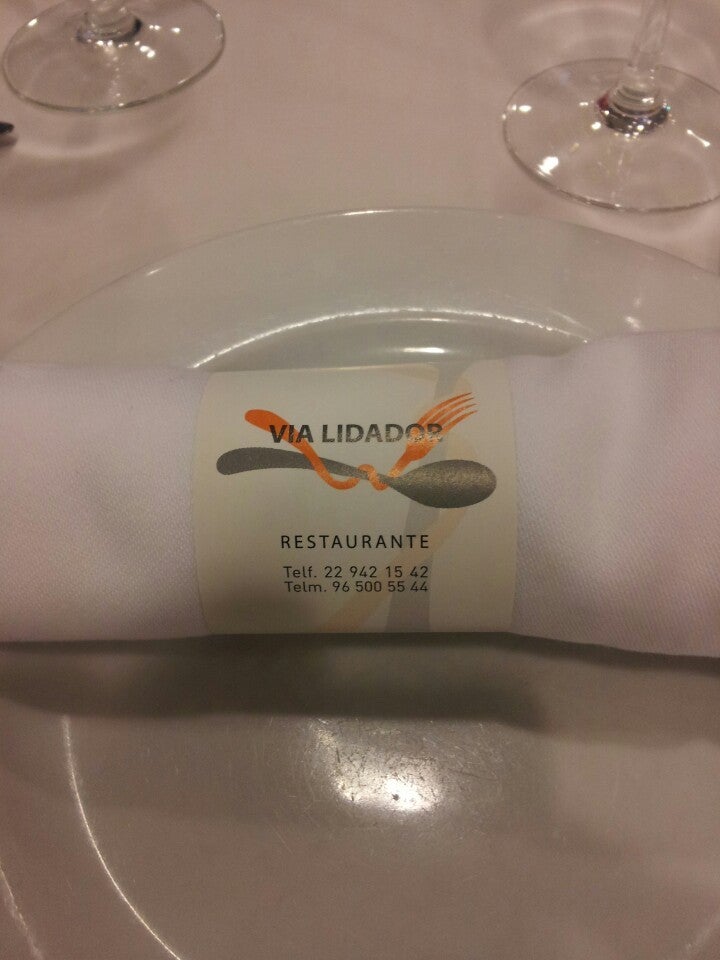 VIA LIDADOR
RESTAURANTE
Telf. 22 942 15 42
Telm. 96 500 55 44